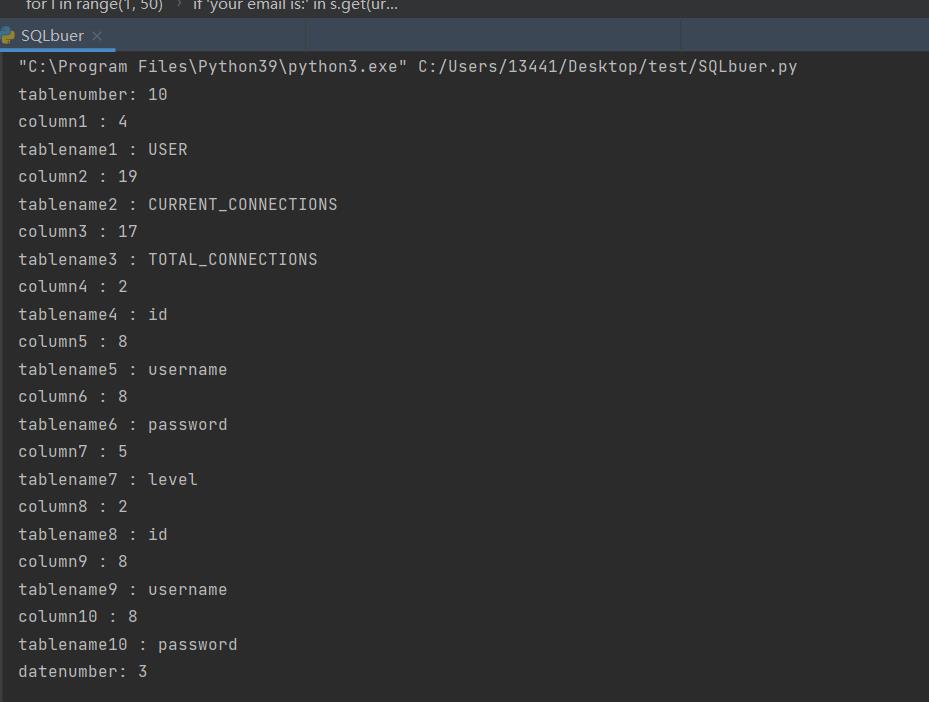 for i in range(1, 50) › if 'your email is:' in s.get(ur...
SQLbuer ×
"C:\Program Files\Python39\python3.exe" C:/Users/13441/Desktop/test/SQLbuer.py
tablenumber: 10
column1 : 4
tablename1 : USER
column2 : 19
tablename2 : CURRENT_CONNECTIONS
column3 : 17
tablename3 : TOTAL_CONNECTIONS
column4 : 2
tablename4 : id
column5 : 8
tablename5 : username
column6 : 8
tablename6 : password
column7 : 5
tablename7 : level
column8 : 2
tablename8 : id
column9 : 8
tablename9 : username
column10 : 8
tablename10 : password
datenumber: 3